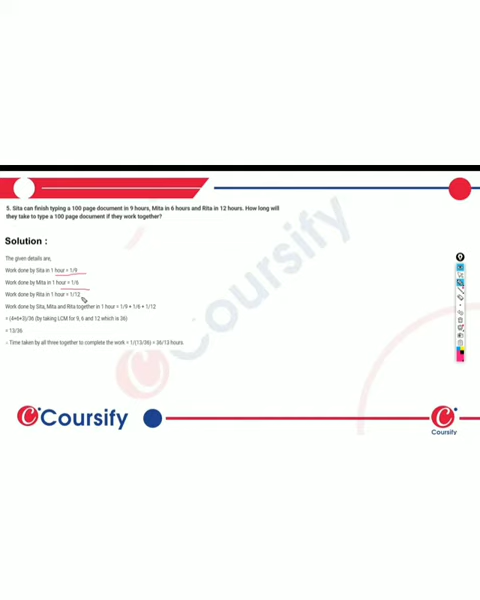 5. Sita can finish typing a 100 page document in 9 hours, Mita in 6 hours and Rita in 12 hours. How long will
they take to type a 100 page document if they work together?
Solution :
The given details are,
Work done by Sita in 1 hour = 1/9
Work done by Mita in 1 hour = 1/6
Work done by Rita in 1 hour = 1/12
Work done by Sita, Mita and Rita together in 1 hour = 1/9 + 1/6 + 1/12
= (4+6+3)/36 (by taking LCM for 9, 6 and 12 which is 36)
= 13/36
∴ Time taken by all three together to complete the work = 1/(13/36) = 36/13 hours.
Coursify
Coursify
Coursify